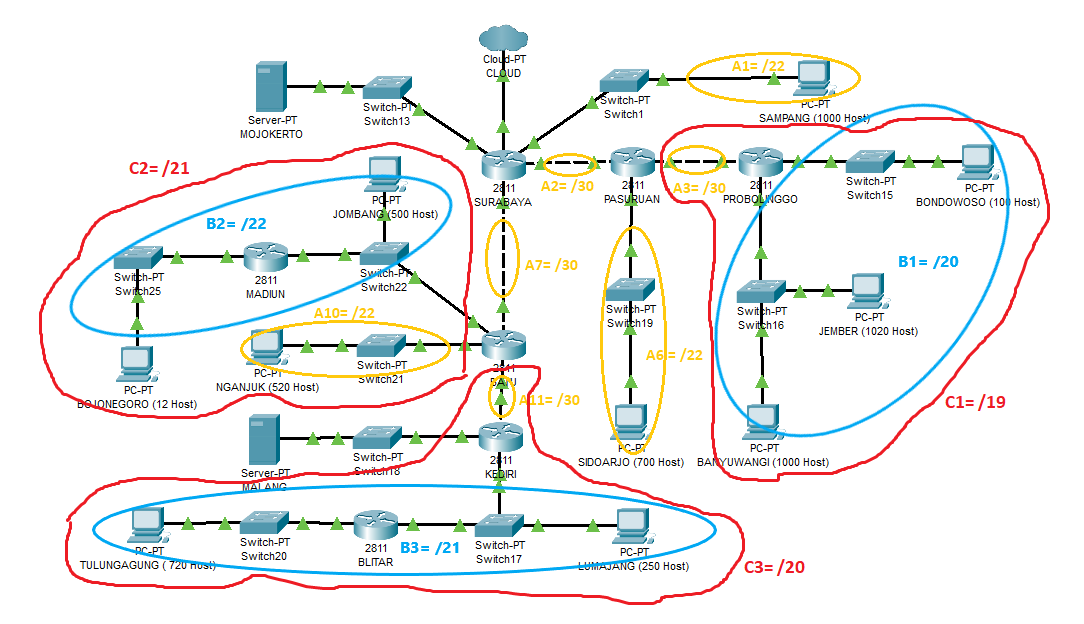 Cloud-PT
CLOUD
Server-PT
MOJOKERTO
Switch-PT
Switch13
Switch-PT
Switch1
A1= /22
PC-PT
SAMPANG (1000 Host)
C2= /21
PC-PT
JOMBANG (500 Host)
2811
SURABAYA
A2= /30
2811
PASURUAN
A3= /30
2811
PROBOLINGGO
Switch-PT
Switch15
PC-PT
BONDOWOSO (100 Host)
B2= /22
Switch-PT
Switch25
2811
MADIUN
Switch-PT
Switch22
A7= /30
B1= /20
Switch-PT
Switch19
Switch-PT
Switch16
PC-PT
JEMBER (1020 Host)
A10= /22
PC-PT
NGANJUK (520 Host)
Switch-PT
Switch21
2811
BATU
A6= /22
PC-PT
BOJONEGORO (12 Host)
A11= /30
C1= /19
Server-PT
MALANG
Switch-PT
Switch18
2811
KEDIRI
PC-PT
SIDOARJO (700 Host)
PC-PT
BANYUWANGI (1000 Host)
PC-PT
TULUNGAGUNG ( 720 Host)
Switch-PT
Switch20
2811
BLITAR
B3= /21
Switch-PT
Switch17
PC-PT
LUMAJANG (250 Host)
C3= /20